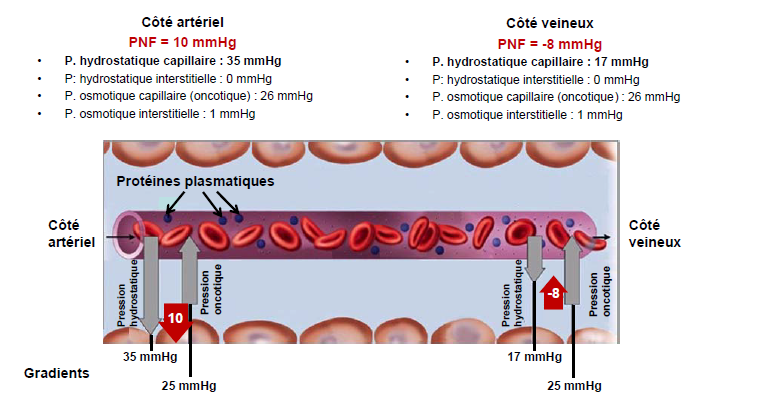 Côté artériel
PNF = 10 mmHg
• P. hydrostatique capillaire : 35 mmHg
• P: hydrostatique interstitielle : 0 mmHg
• P. osmotique capillaire (oncotique) : 26 mmHg
• P. osmotique interstitielle : 1 mmHg
Côté veineux
PNF = -8 mmHg
• P. hydrostatique capillaire : 17 mmHg
• P: hydrostatique interstitielle : 0 mmHg
• P. osmotique capillaire (oncotique) : 26 mmHg
• P. osmotique interstitielle : 1 mmHg
Protéines plasmatiques
Côté
artériel
Côté
veineux
Pression
hydrostatique
10
Pression
oncotique
Pression
hydrostatique
-8
Pression
oncotique
35 mmHg
17 mmHg
Gradients
25 mmHg
25 mmHg